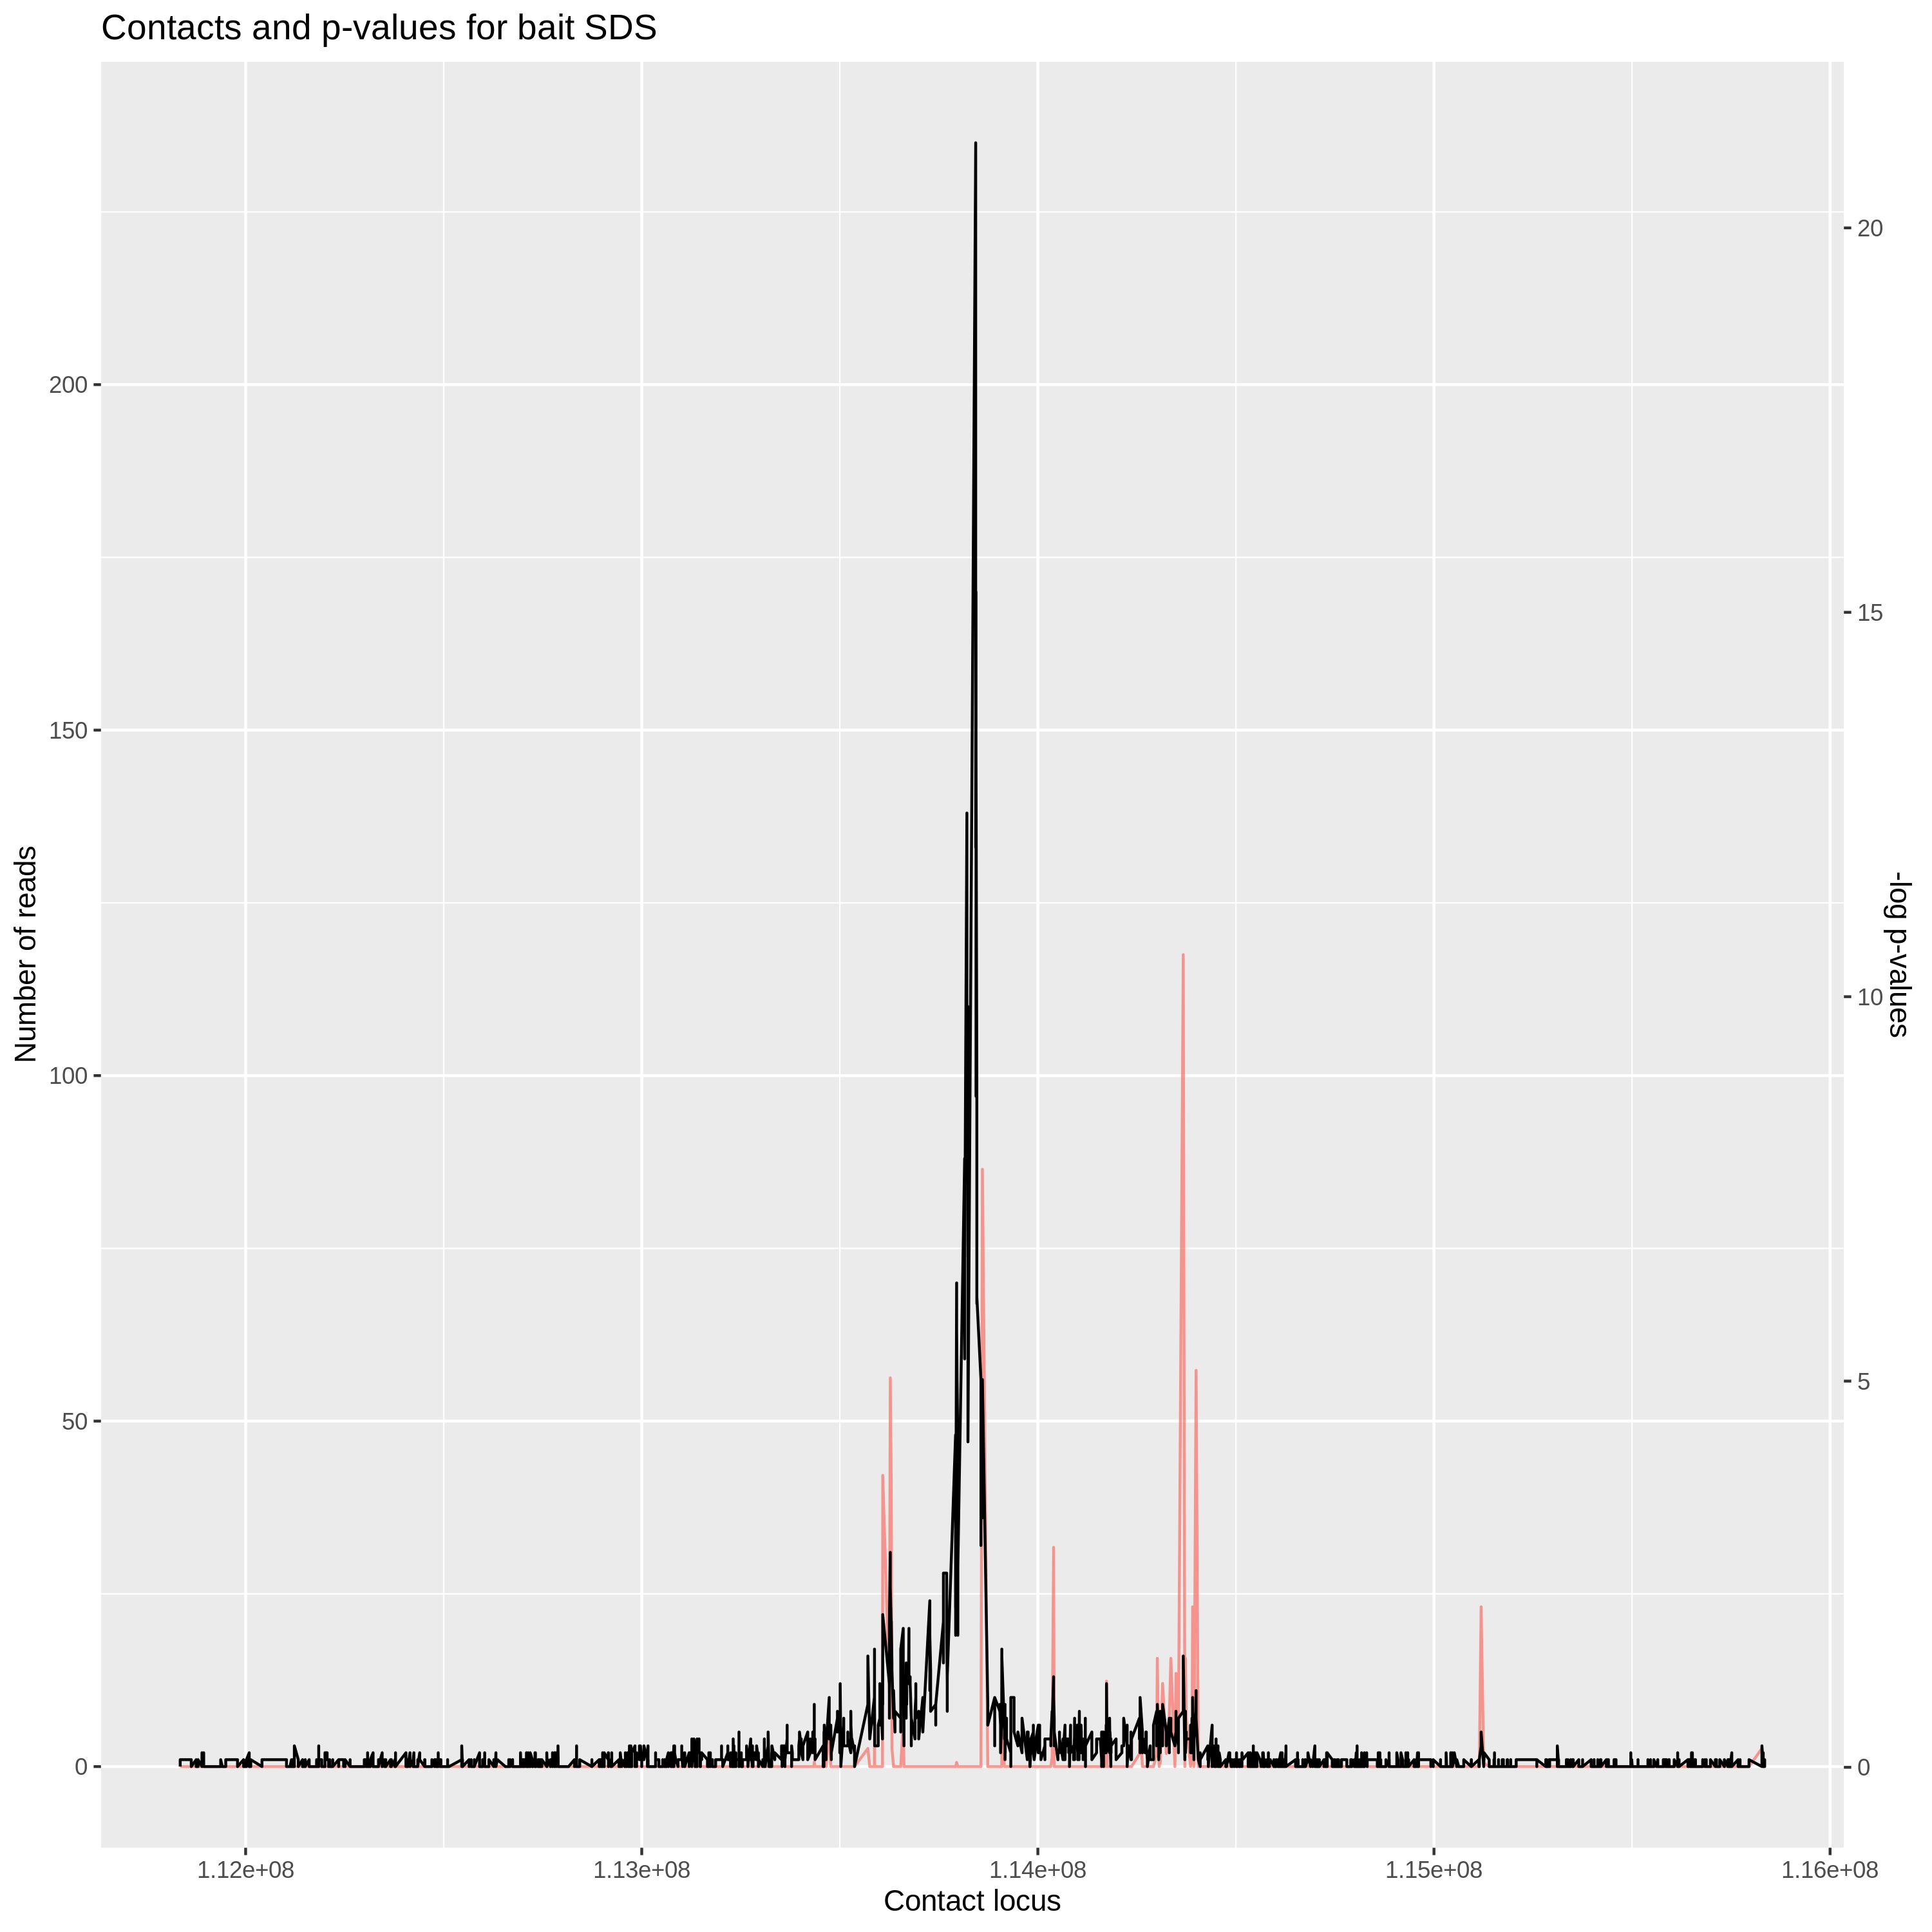 Contacts and p-values for bait SDS
200
150
100
50
0
Number of reads
20
15
10
5
0
-log p-values
1.12e+08
1.13e+08
1.14e+08
1.15e+08
1.16e+08
Contact locus